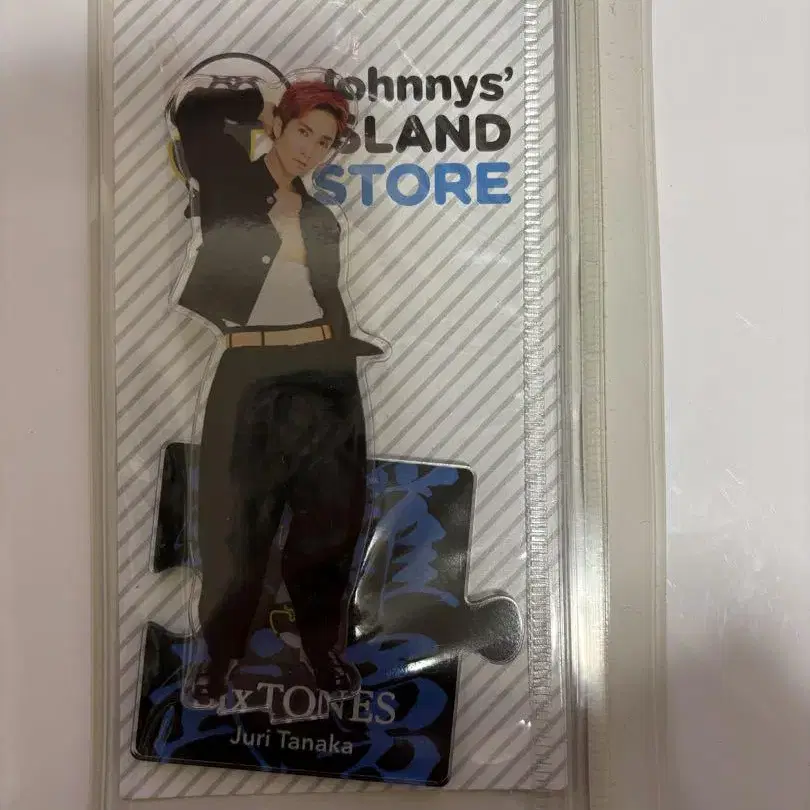 Johnnys'
ISLAND
STORE
SixTONES
Juri Tanaka